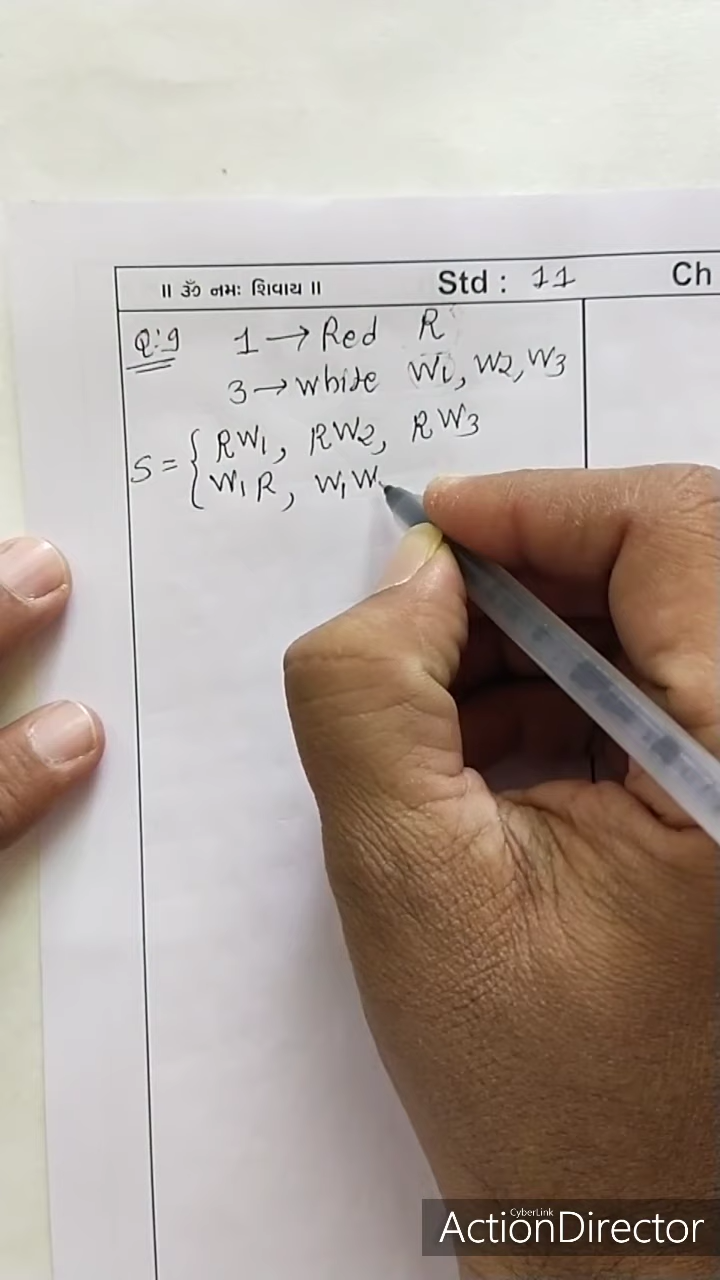 ॥ ૐ નમઃ શિવાય ॥ Std : 11 Ch
Q:9 1 → Red R
3 → white W1, W2, W3
S = { RW1, RW2, RW3
W1R, W1W
CyberLink
ActionDirector